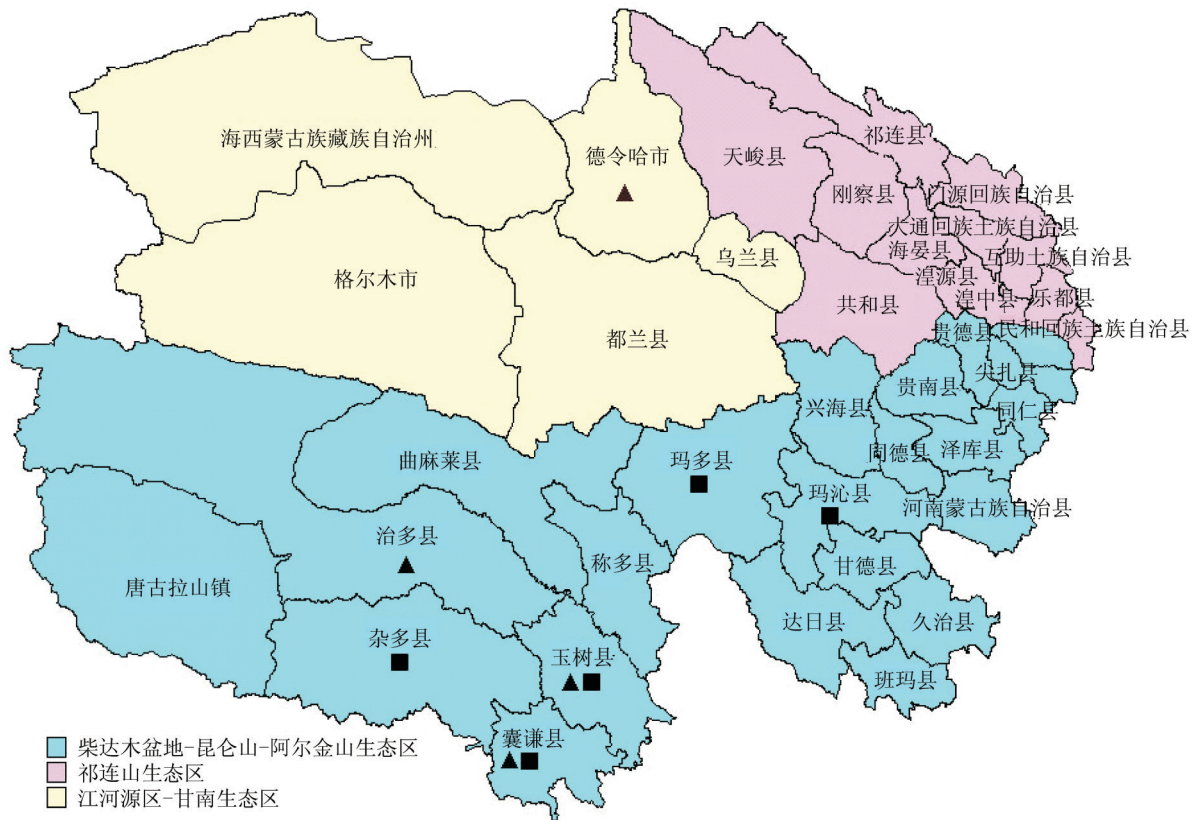 海西蒙古族藏族自治州
德令哈市
天峻县
祁连县
刚察县
门源回族自治县
大通回族土族自治县
海晏县
互助土族自治县
乌兰县
湟源县
格尔木市
共和县
湟中县
乐都县
都兰县
贵德县
民和回族土族自治县
尖扎县
贵南县
兴海县
同仁县
曲麻莱县
玛多县
同德县
泽库县
玛沁县
河南蒙古族自治县
治多县
称多县
甘德县
唐古拉山镇
达日县
久治县
杂多县
玉树县
班玛县
囊谦县
柴达木盆地-昆仑山-阿尔金山生态区
祁连山生态区
江河源区-甘南生态区